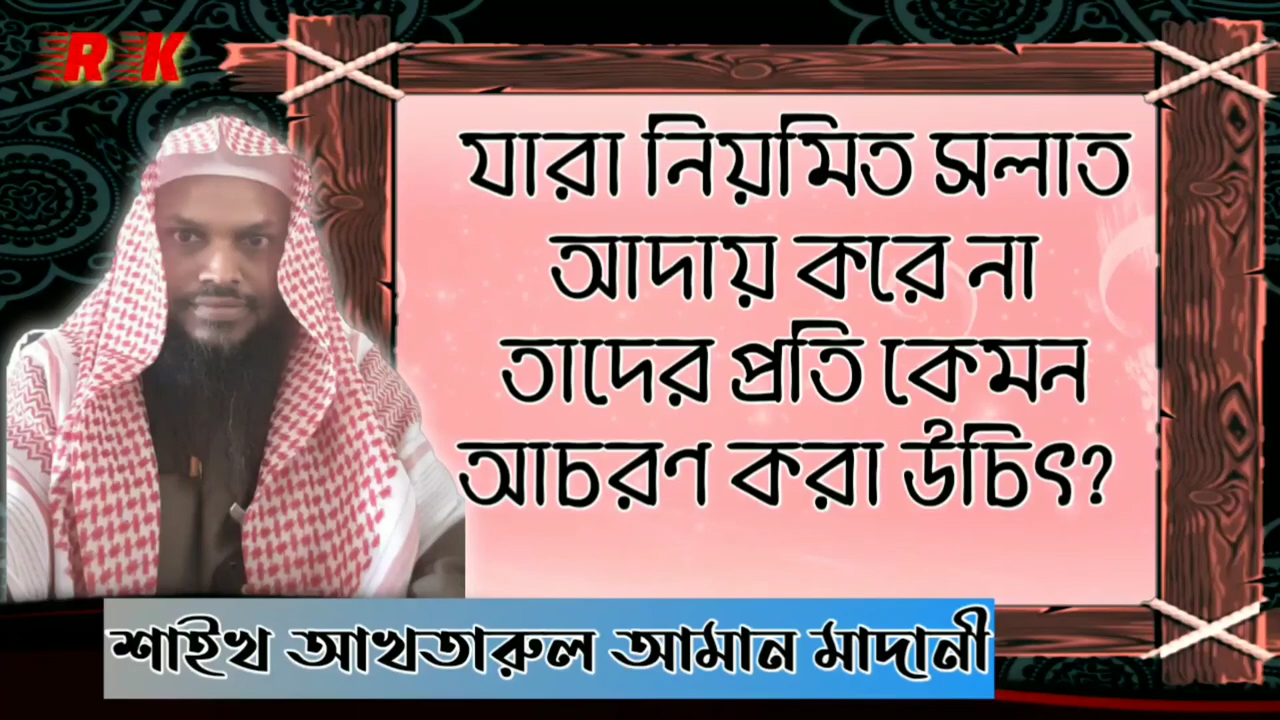 RK
যারা নিয়মিত সলাত
আদায় করে না
তাদের প্রতি কেমন
আচরণ করা উচিৎ?
শাইখ আখতারুল আমান মাদানী